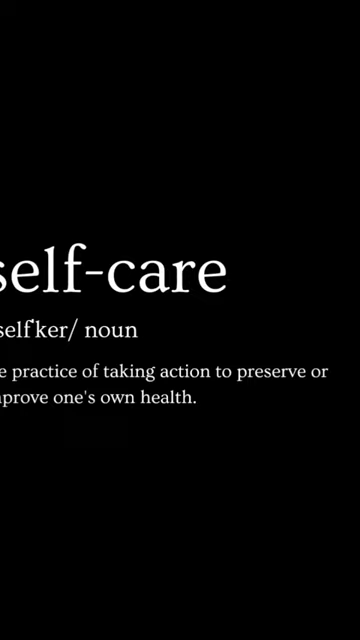 self-care
self'ker/ noun
e practice of taking action to preserve or
prove one's own health.